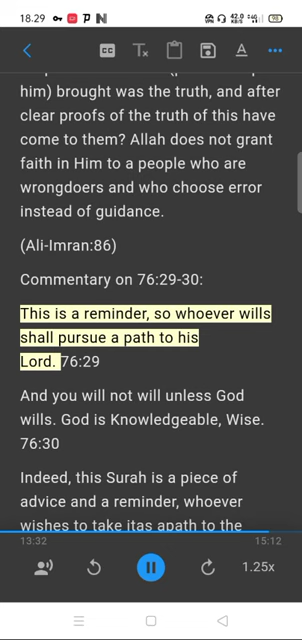 18.29
42.0
KB/S
4G
30
CC
him) brought was the truth, and after
clear proofs of the truth of this have
come to them? Allah does not grant
faith in Him to a people who are
wrongdoers and who choose error
instead of guidance.
(Ali-Imran:86)
Commentary on 76:29-30:
This is a reminder, so whoever wills
shall pursue a path to his
Lord. 76:29
And you will not will unless God
wills. God is Knowledgeable, Wise.
76:30
Indeed, this Surah is a piece of
advice and a reminder, whoever
wishes to take itas apath to the
13:32
15:12
1.25x